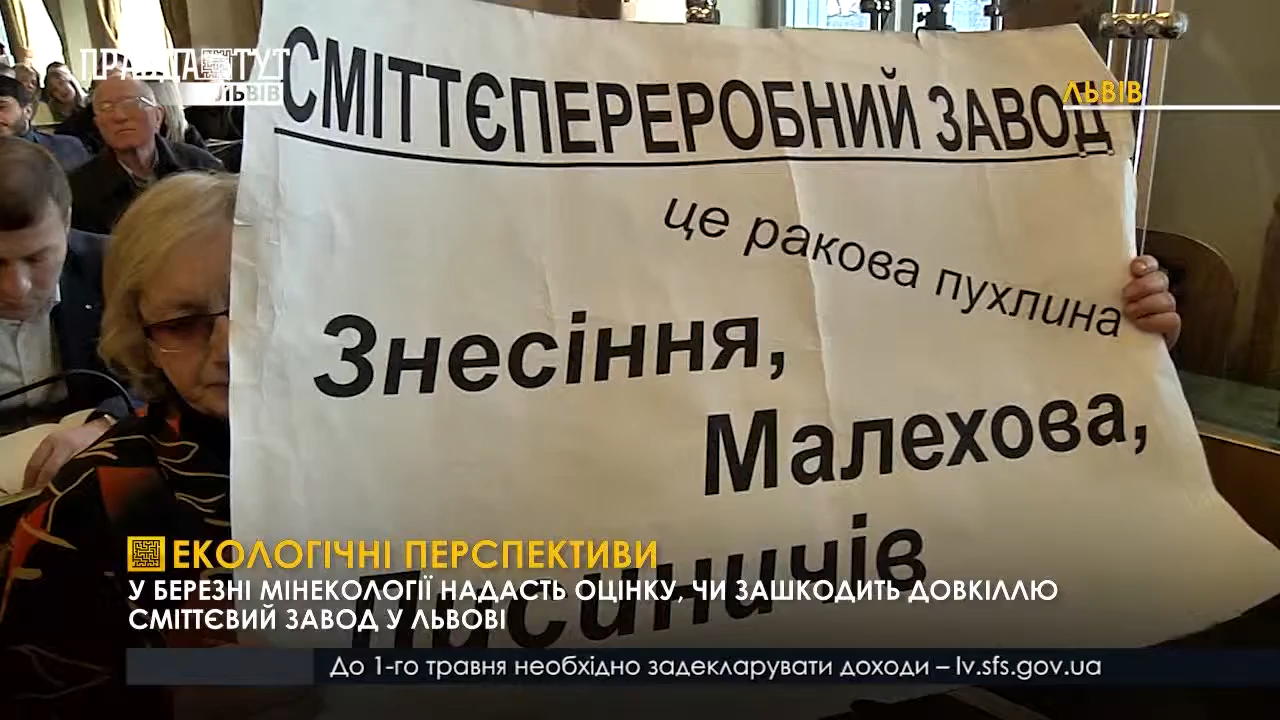 ПРАВДА ТУТ
ЛЬВІВ
ЛЬВІВ
СМІТТЄПЕРЕРОБНИЙ ЗАВОД
це ракова пухлина
Знесіння,
Малехова,
Писиничів
ЕКОЛОГІЧНІ ПЕРСПЕКТИВИ
У БЕРЕЗНІ МІНЕКОЛОГІЇ НАДАСТЬ ОЦІНКУ, ЧИ ЗАШКОДИТЬ ДОВКІЛЛЮ
СМІТТЄВИЙ ЗАВОД У ЛЬВОВІ
До 1-го травня необхідно задекларувати доходи – lv.sfs.gov.ua